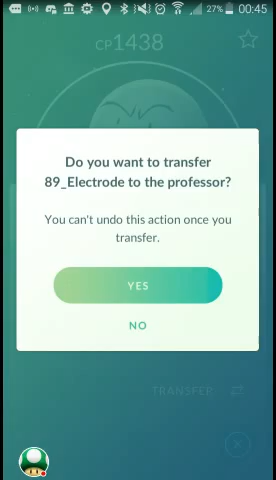 27% 00:45
CP1438
Do you want to transfer
89_Electrode to the professor?
You can't undo this action once you
transfer.
YES
NO
TRANSFER